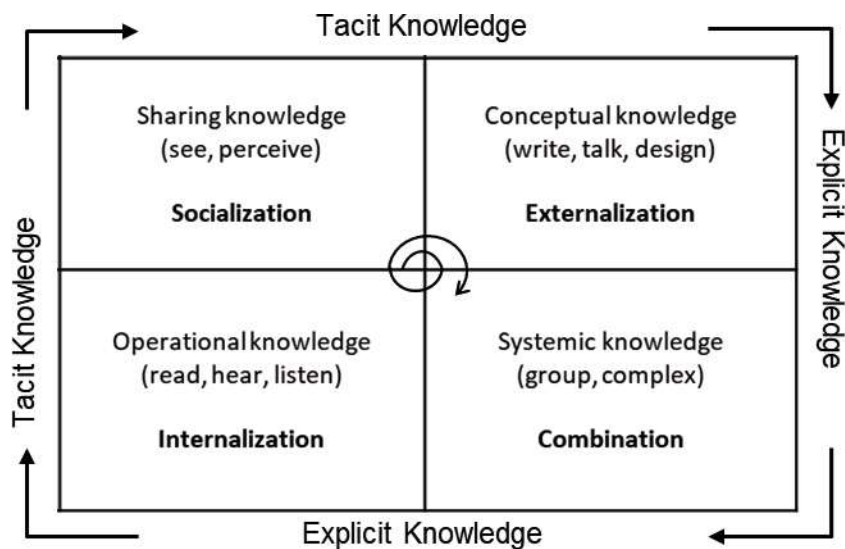 Tacit Knowledge
Sharing knowledge
(see, perceive)
Socialization
Conceptual knowledge
(write, talk, design)
Externalization
Tacit Knowledge
Explicit Knowledge
Operational knowledge
(read, hear, listen)
Internalization
Systemic knowledge
(group, complex)
Combination
Explicit Knowledge